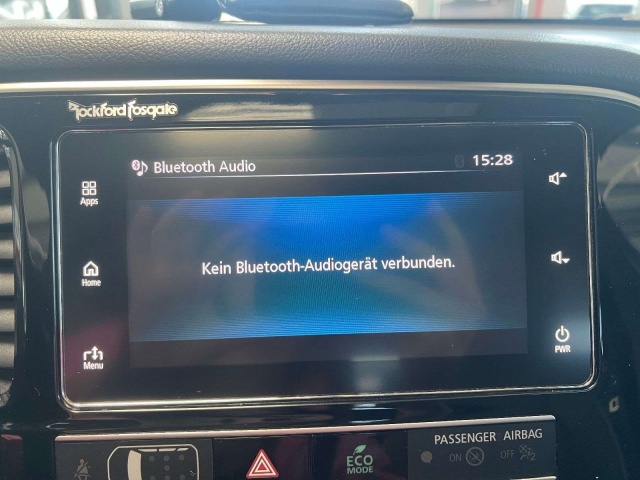 Rockford Fosgate
Bluetooth Audio 15:28
Apps
Kein Bluetooth-Audiogerät verbunden.
Home
Menu
PWR
PASSENGER AIRBAG
ECO
MODE
ON OFF